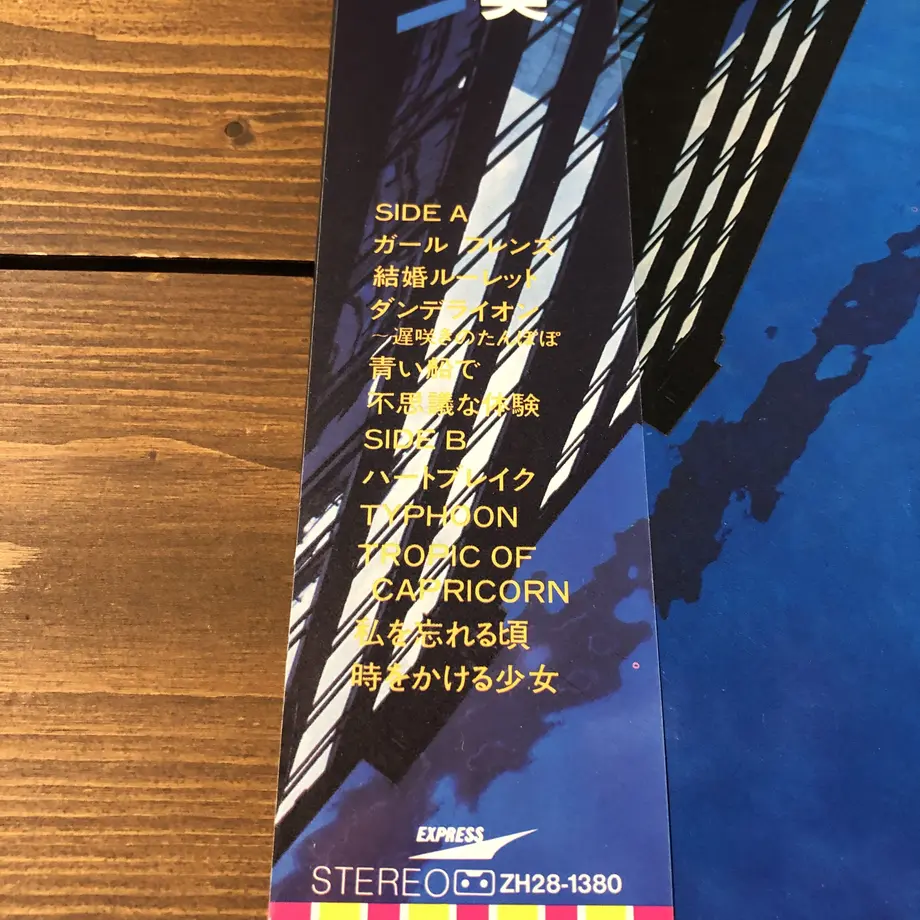 SIDE A
ガール フレンズ
結婚ルーレット
ダンデライオン
〜遅咲きのたんぽぽ
青い船で
不思議な体験
SIDE B
ハートブレイク
TYPHOON
TROPIC OF
CAPRICORN
私を忘れる頃
時をかける少女
EXPRESS
STEREO ZH28-1380